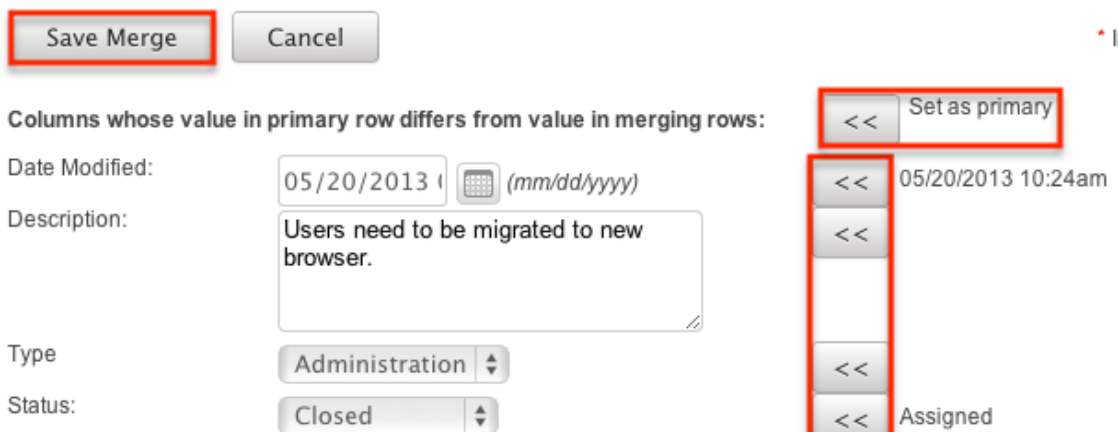 Save Merge Cancel * I
Columns whose value in primary row differs from value in merging rows: << Set as primary
Date Modified: 05/20/2013 ( (mm/dd/yyyy) << 05/20/2013 10:24am
Description: Users need to be migrated to new <<
browser.
Type Administration <<
Status: Closed << Assigned